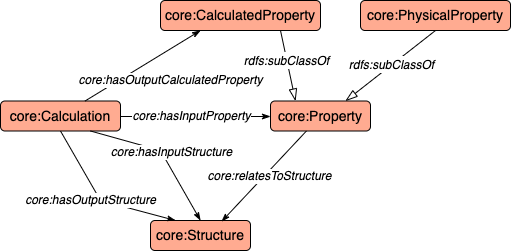 core:CalculatedProperty
core:PhysicalProperty
rdfs:subClassOf
rdfs:subClassOf
core:hasOutputCalculatedProperty
core:Calculation
core:hasInputProperty
core:Property
core:hasInputStructure
core:relatesToStructure
core:hasOutputStructure
core:Structure